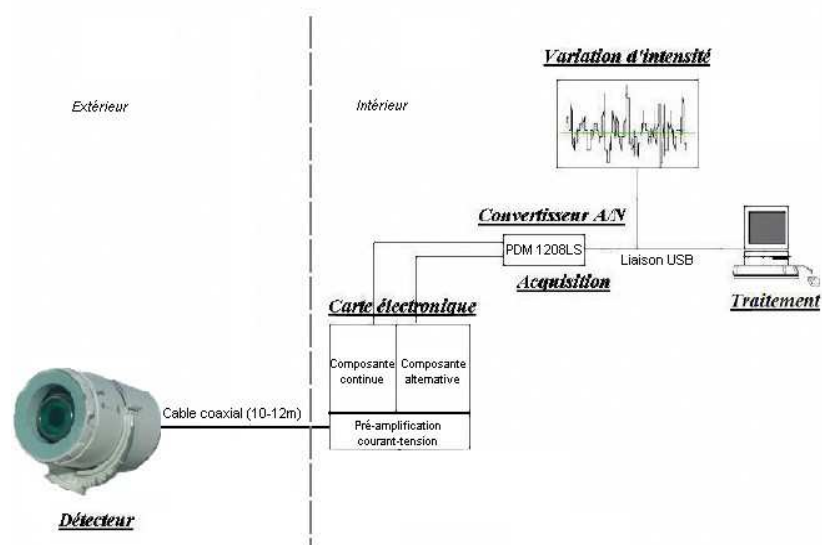 Variation d'intensité
Extérieur
Intérieur
Convertisseur A/N
PDM 1208LS
Liaison USB
Acquisition
Traitement
Carte électronique
Composante
continue
Composante
alternative
Cable coaxial (10-12m)
Pré-amplification
courant-tension
Détecteur